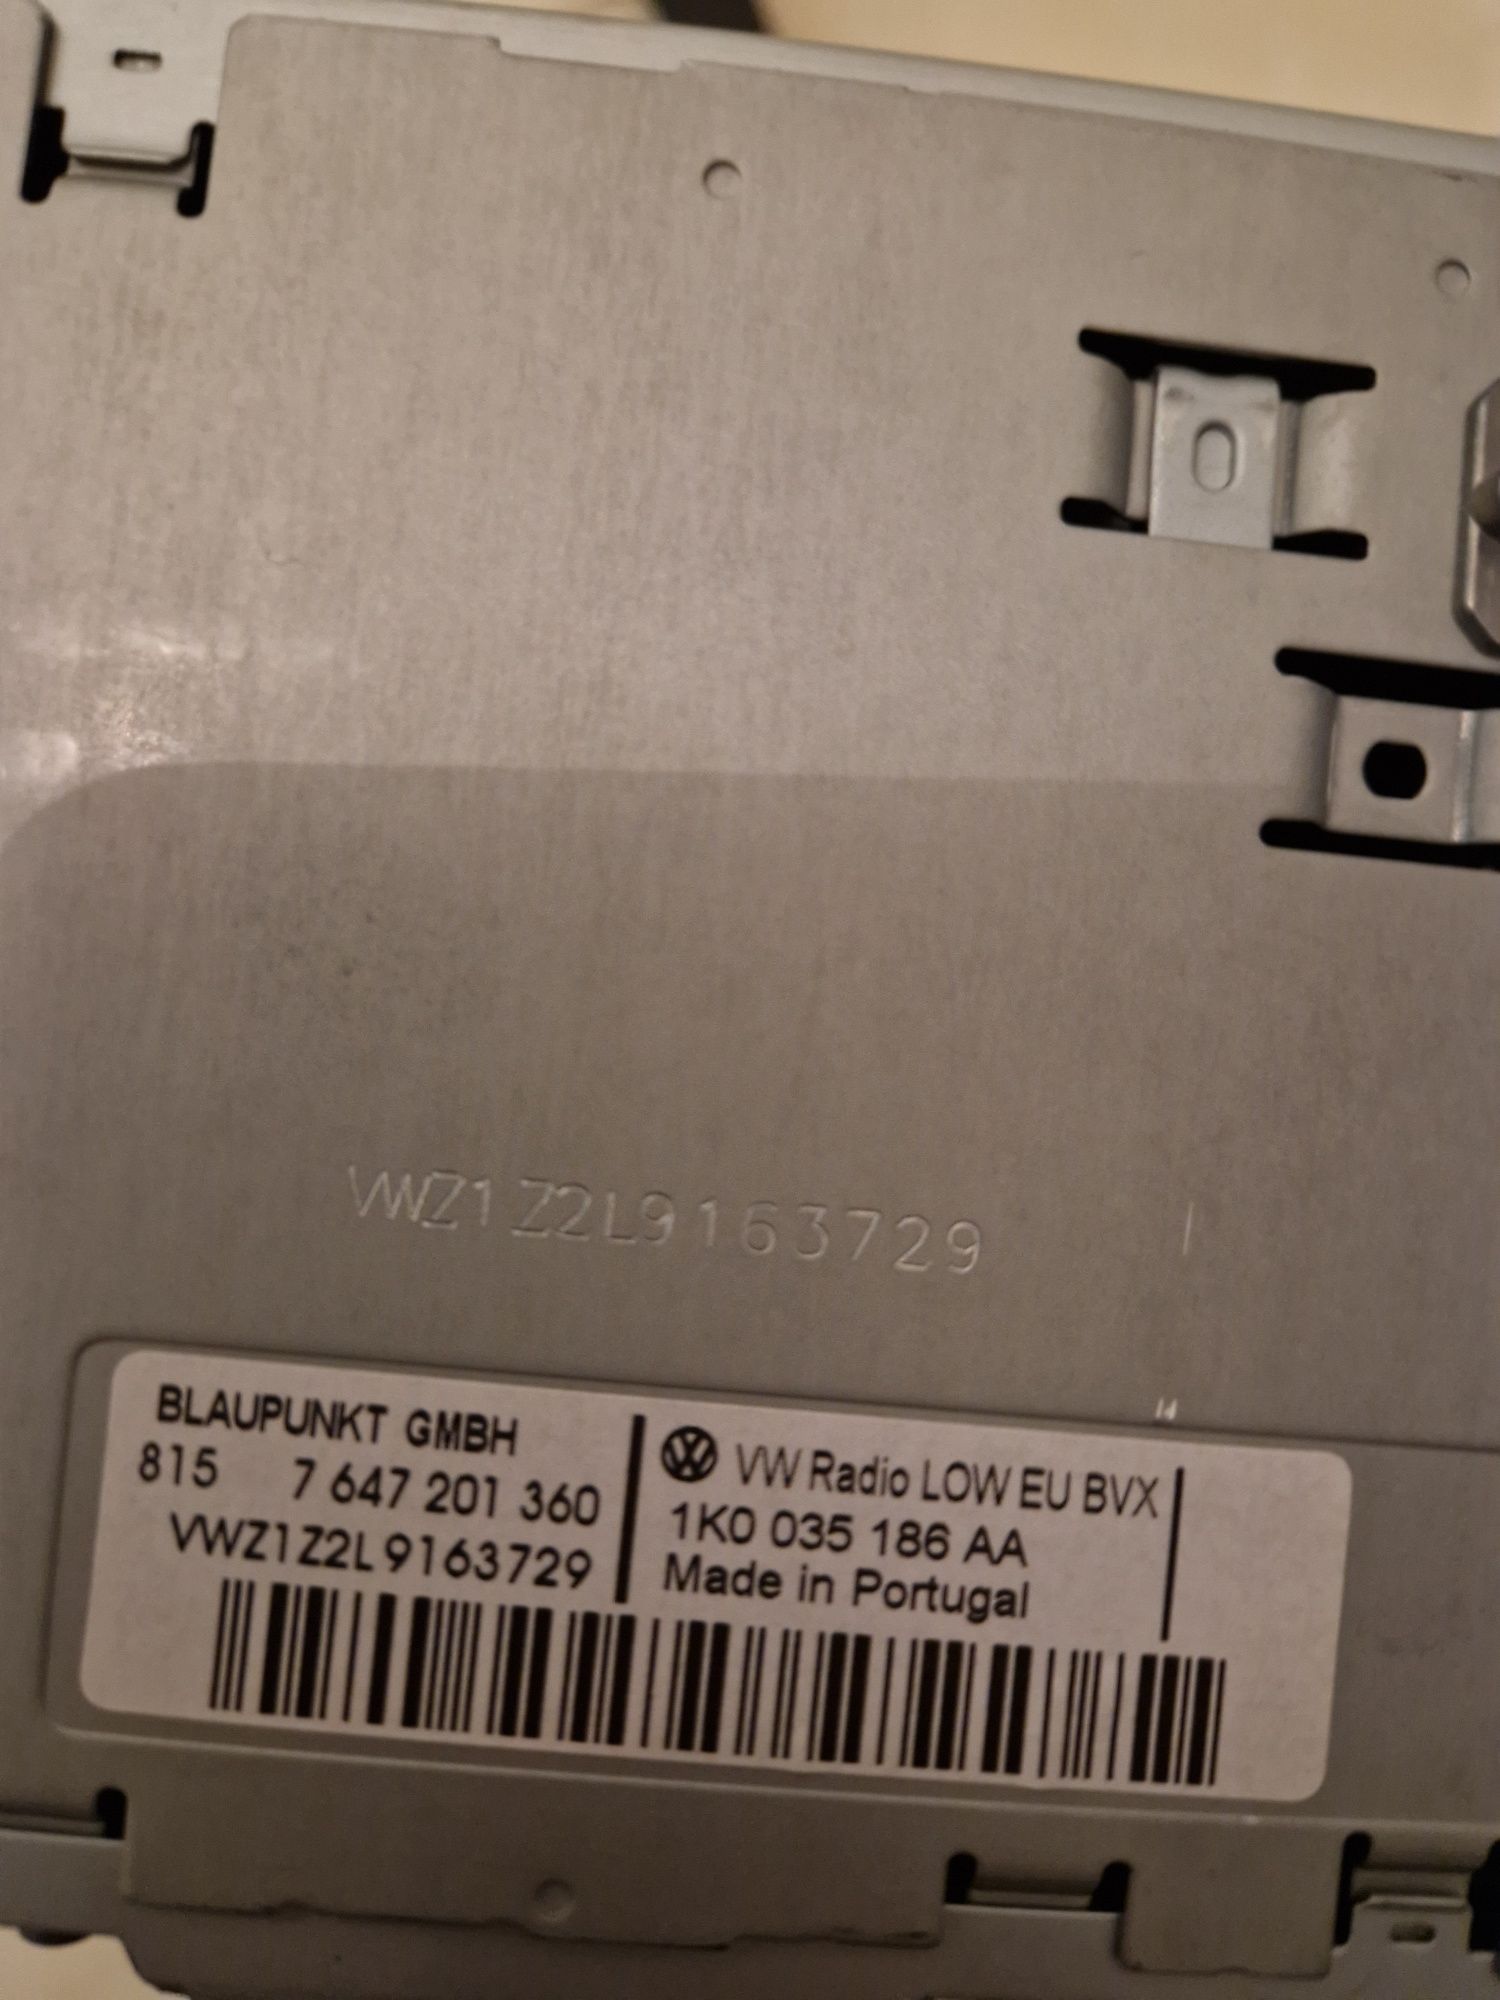 VWZ1Z2L9163729
BLAUPUNKT GMBH
815 7 647 201 360
VWZ1Z2L9163729
VW Radio LOW EU BVX
1K0 035 186 AA
Made in Portugal